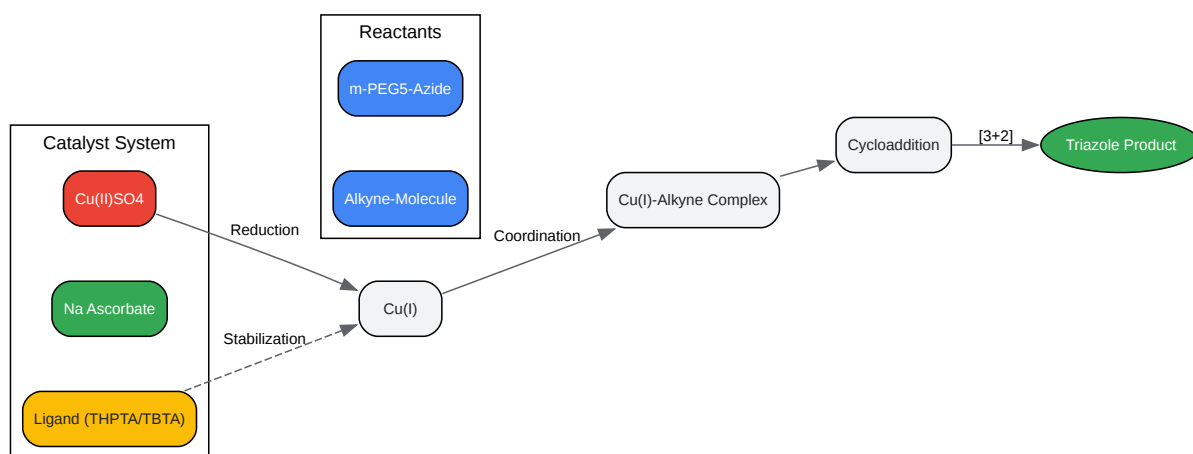 Reactants
m-PEG5-Azide
Alkyne-Molecule
Catalyst System
Cu(II)SO4
Na Ascorbate
Ligand (THPTA/TBTA)
Reduction
Stabilization
Cu(I)
Coordination
Cu(I)-Alkyne Complex
Cycloaddition
[3+2]
Triazole Product